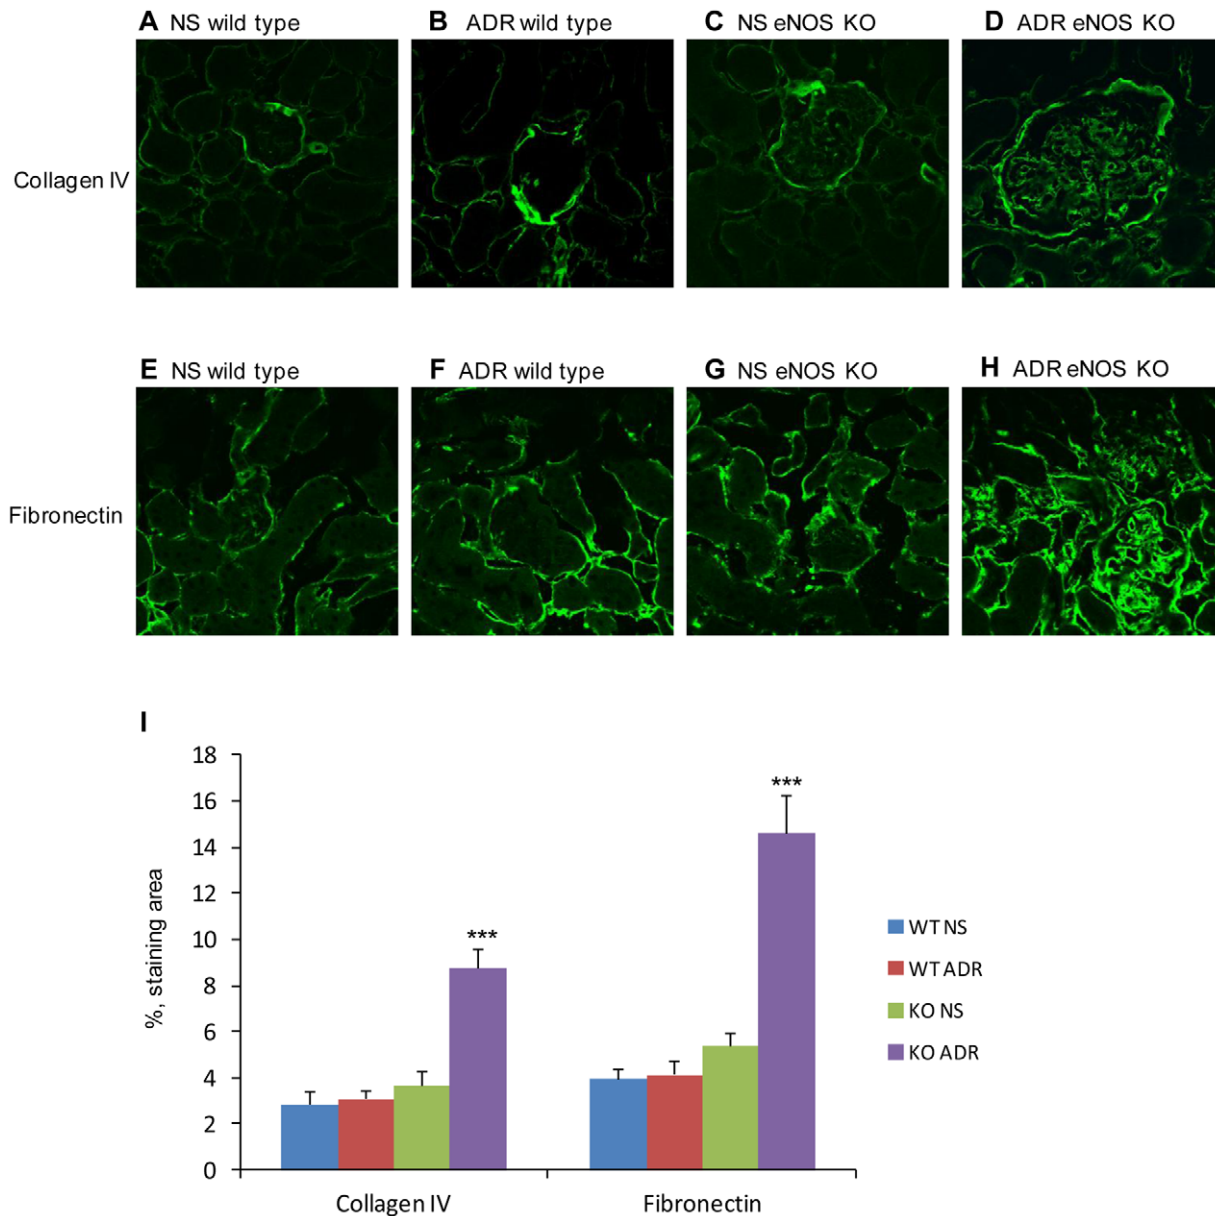 A NS wild type
B ADR wild type
C NS eNOS KO
D ADR eNOS KO
Collagen IV
E NS wild type
F ADR wild type
G NS eNOS KO
H ADR eNOS KO
Fibronectin
I
18
16
14
12
10
8
6
4
2
0
%, staining area
***
***
WT NS
WT ADR
KO NS
KO ADR
Collagen IV
Fibronectin